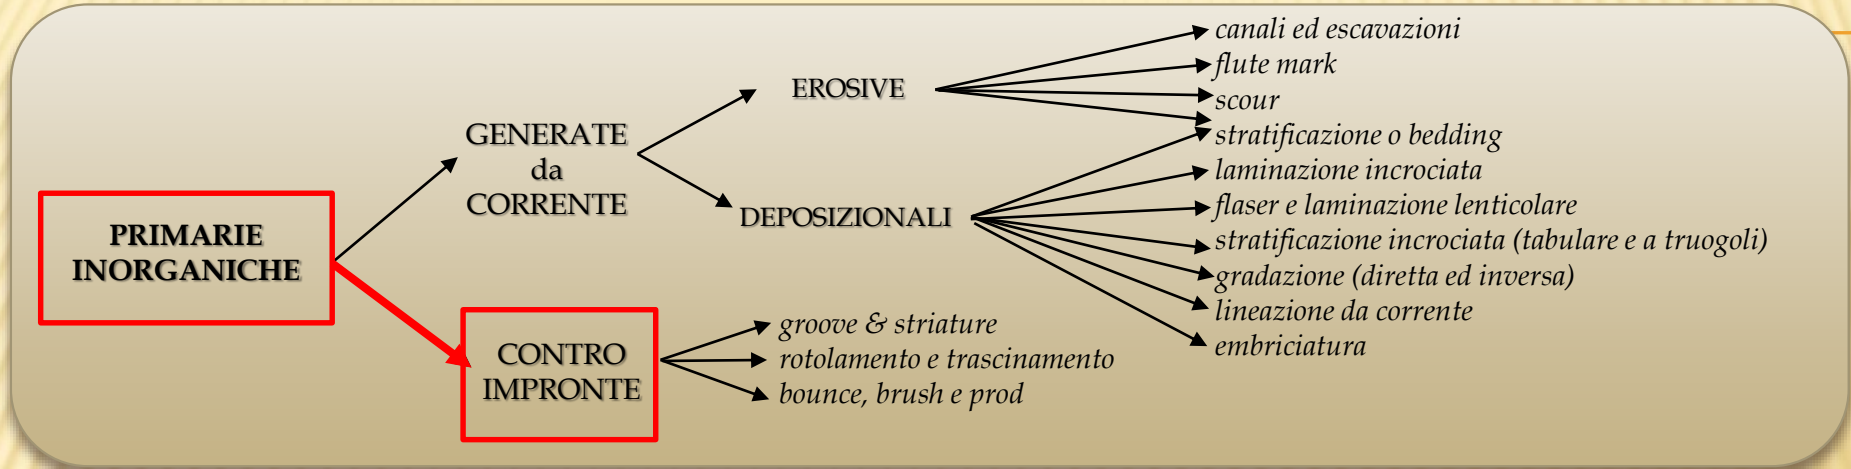 PRIMARIE
INORGANICHE
GENERATE
da
CORRENTE
EROSIVE
canali ed escavazioni
flute mark
scour
DEPOSIZIONALI
stratificazione o bedding
laminazione incrociata
flaser e laminazione lenticolare
stratificazione incrociata (tabulare e a truogoli)
gradazione (diretta ed inversa)
lineazione da corrente
embriciatura
CONTRO
IMPRONTE
groove & striature
rotolamento e trascinamento
bounce, brush e prod